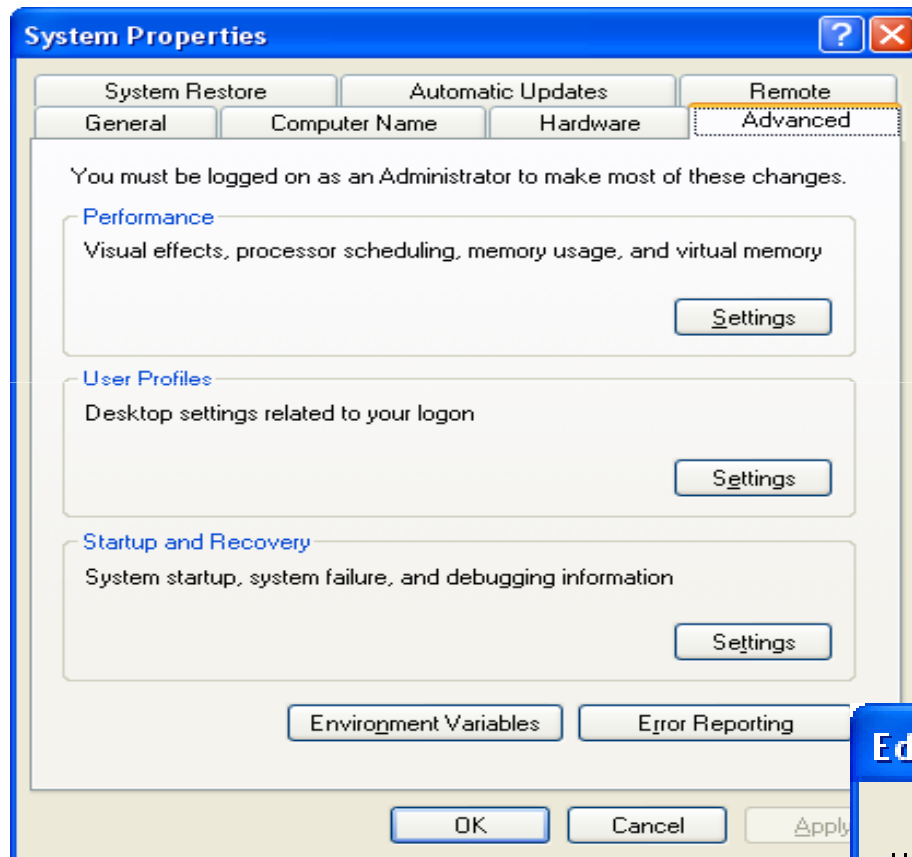 System Properties
System Restore Automatic Updates Remote
General Computer Name Hardware Advanced
You must be logged on as an Administrator to make most of these changes.
Performance
Visual effects, processor scheduling, memory usage, and virtual memory
Settings
User Profiles
Desktop settings related to your logon
Settings
Startup and Recovery
System startup, system failure, and debugging information
Settings
Environment Variables Error Reporting
Ed
OK Cancel Apply